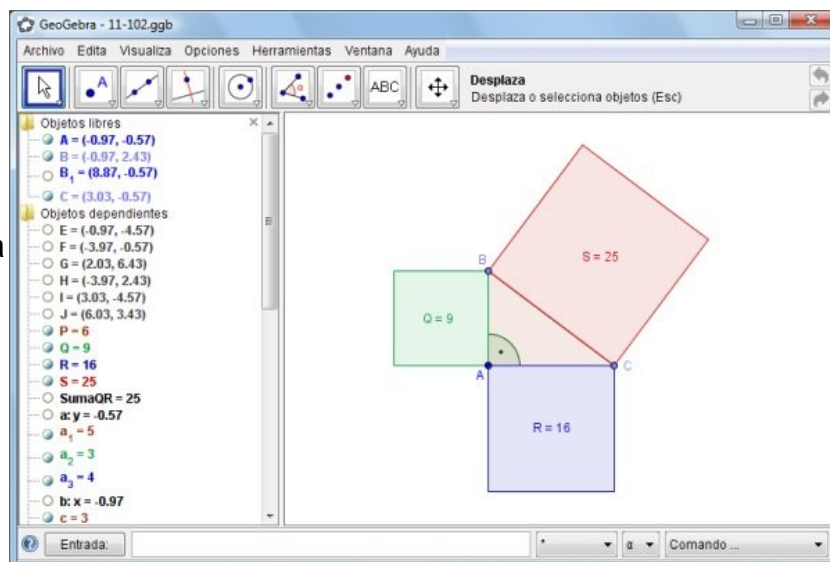 GeoGebra - 11-102.ggb
Archivo Edita Visualiza Opciones Herramientas Ventana Ayuda
A
ABC
Desplaza
Desplaza o selecciona objetos (Esc)
Objetos libres
A = (-0.97, -0.57)
B = (-0.97, 2.43)
B₁ = (8.87, -0.57)
C = (3.03, -0.57)
Objetos dependientes
E = (-0.97, -4.57)
F = (-3.97, -0.57)
G = (2.03, 6.43)
H = (-3.97, 2.43)
I = (3.03, -4.57)
J = (6.03, 3.43)
P = 6
Q = 9
R = 16
S = 25
SumaQR = 25
a: y = -0.57
a₁ = 5
a₂ = 3
a₃ = 4
b: x = -0.97
c = 3
a
B
S = 25
Q = 9
A
C
R = 16
Entrada:
°
α
Comando ...